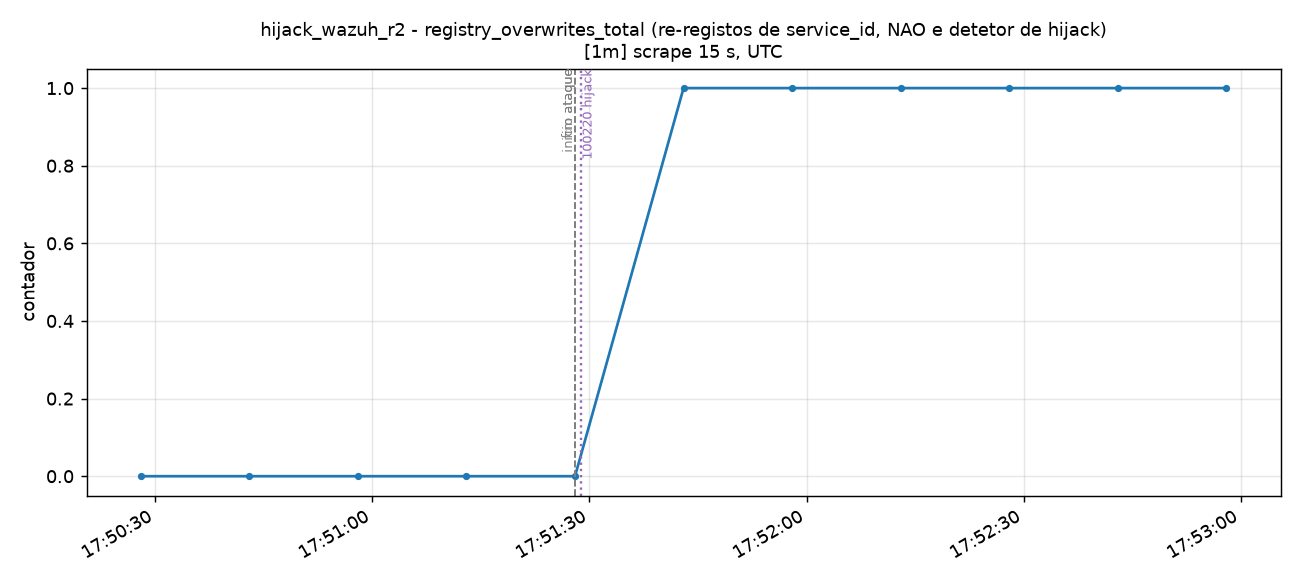 hijack_wazuh_r2 - registry_overwrites_total (re-registos de service_id, NAO e detetor de hijack)
[1m] scrape 15 s, UTC
contador
1.0
0.8
0.6
0.4
0.2
0.0
ataque
100220 hijack
17:50:30
17:51:00
17:51:30
17:52:00
17:52:30
17:53:00